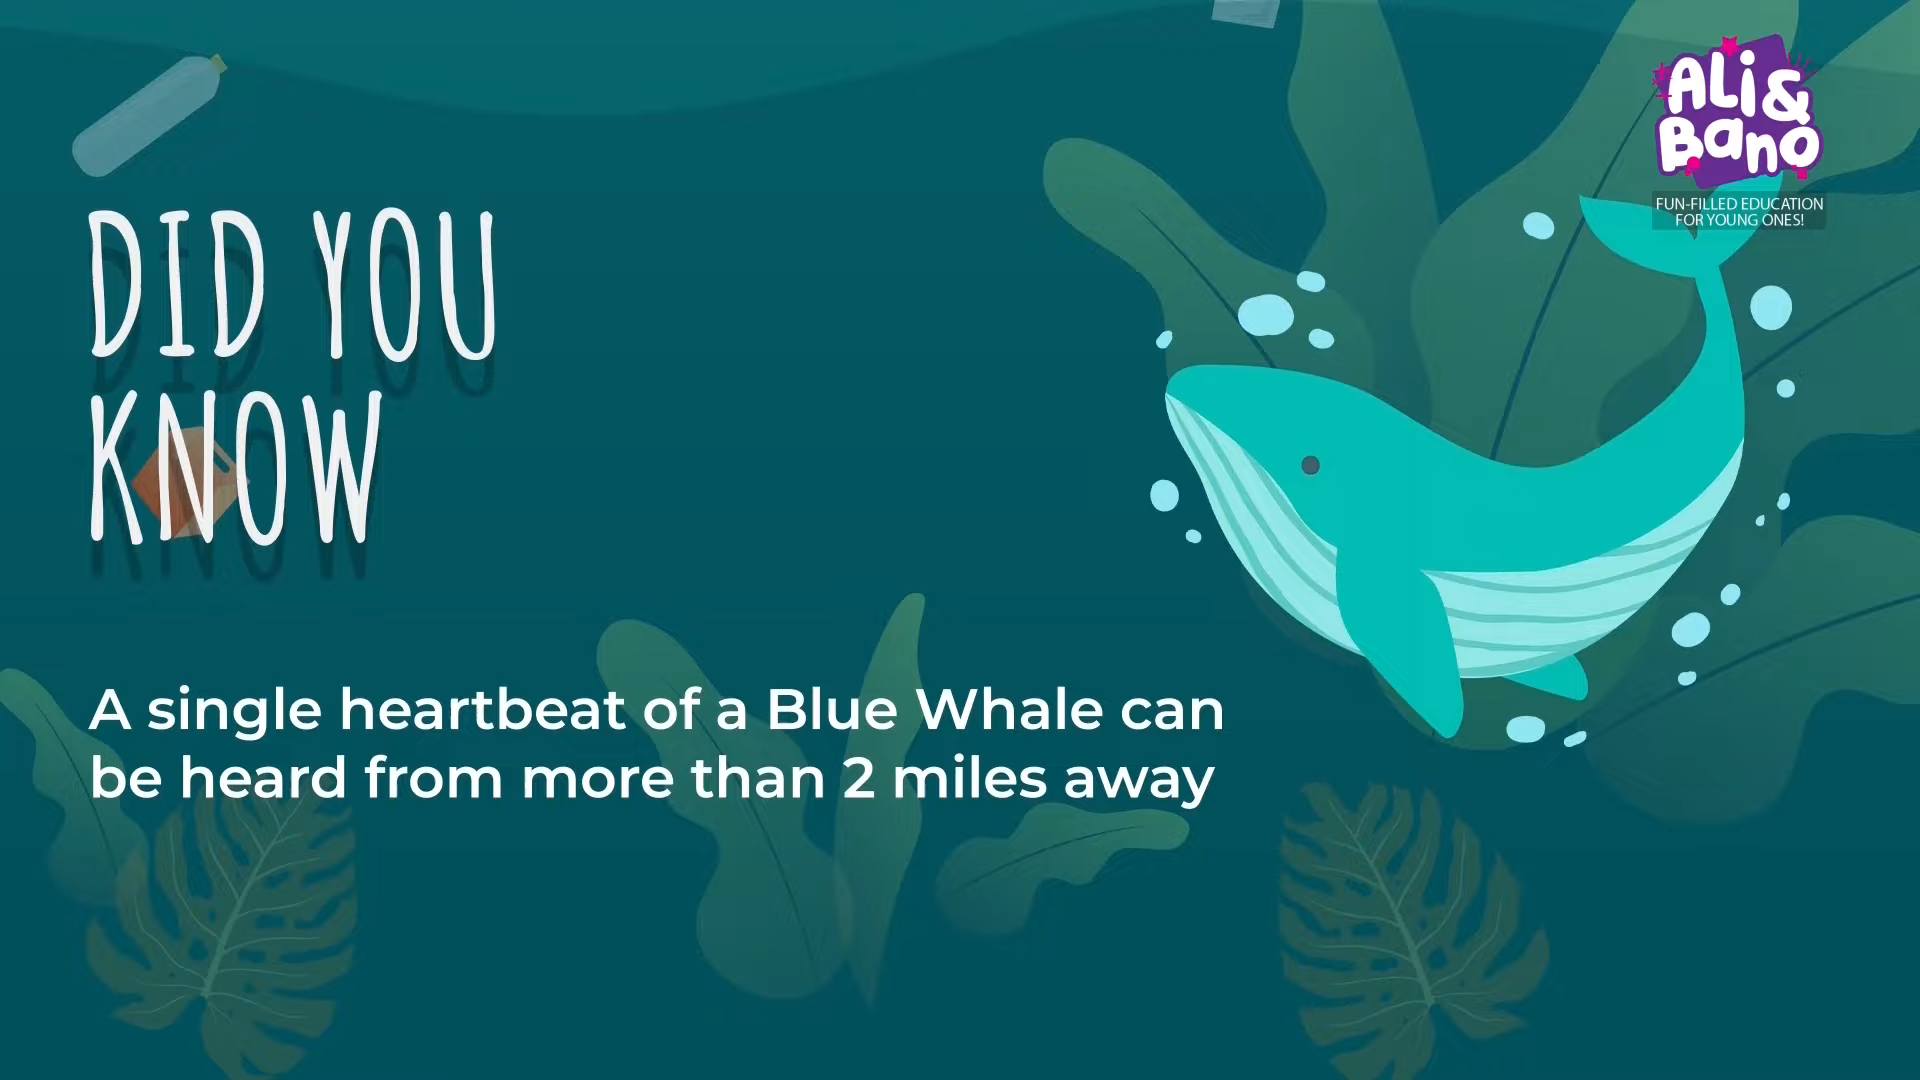 ALi&
Bano
FUN-FILLED EDUCATION
FOR YOUNG ONES!
DID YOU
KNOW
A single heartbeat of a Blue Whale can
be heard from more than 2 miles away